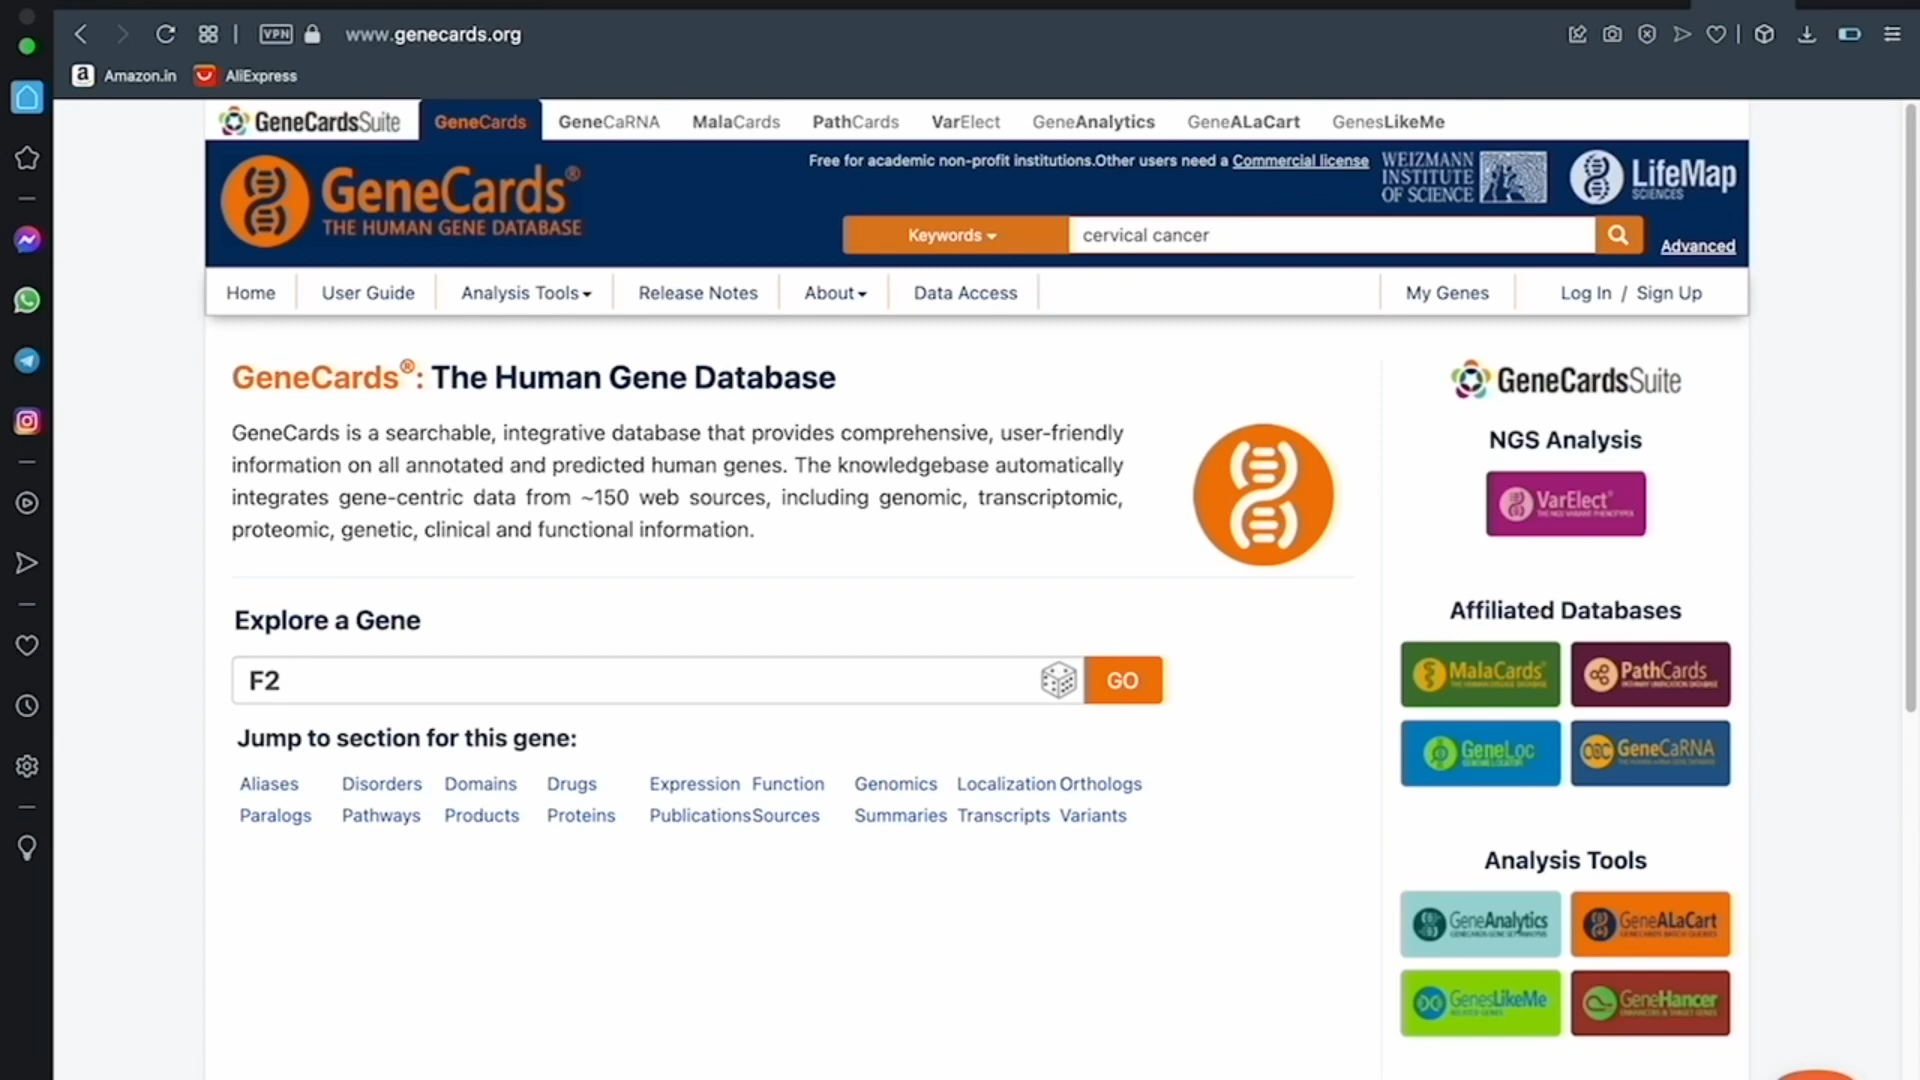 VPN
www.genecards.org
a Amazon.in AliExpress
GeneCardsSuite GeneCards GeneCaRNA MalaCards PathCards VarElect GeneAnalytics GeneALaCart GenesLikeMe
Free for academic non-profit institutions.Other users need a Commercial license
WEIZMANN
INSTITUTE
OF SCIENCE
LifeMap
SCIENCES
GeneCards®
THE HUMAN GENE DATABASE
Keywords
cervical cancer
Advanced
Home User Guide Analysis Tools Release Notes About Data Access My Genes Log In / Sign Up
GeneCards®: The Human Gene Database
GeneCards is a searchable, integrative database that provides comprehensive, user-friendly
information on all annotated and predicted human genes. The knowledgebase automatically
integrates gene-centric data from ~150 web sources, including genomic, transcriptomic,
proteomic, genetic, clinical and functional information.
Explore a Gene
F2
GO
Jump to section for this gene:
Aliases Disorders Domains Drugs Expression Function Genomics Localization Orthologs
Paralogs Pathways Products Proteins Publications Sources Summaries Transcripts Variants
GeneCardsSuite
NGS Analysis
VarElect®
Affiliated Databases
MalaCards®
PathCards
GeneLoc
GeneCaRNA
Analysis Tools
GeneAnalytics
GeneALaCart
GenesLikeMe
GeneHancer